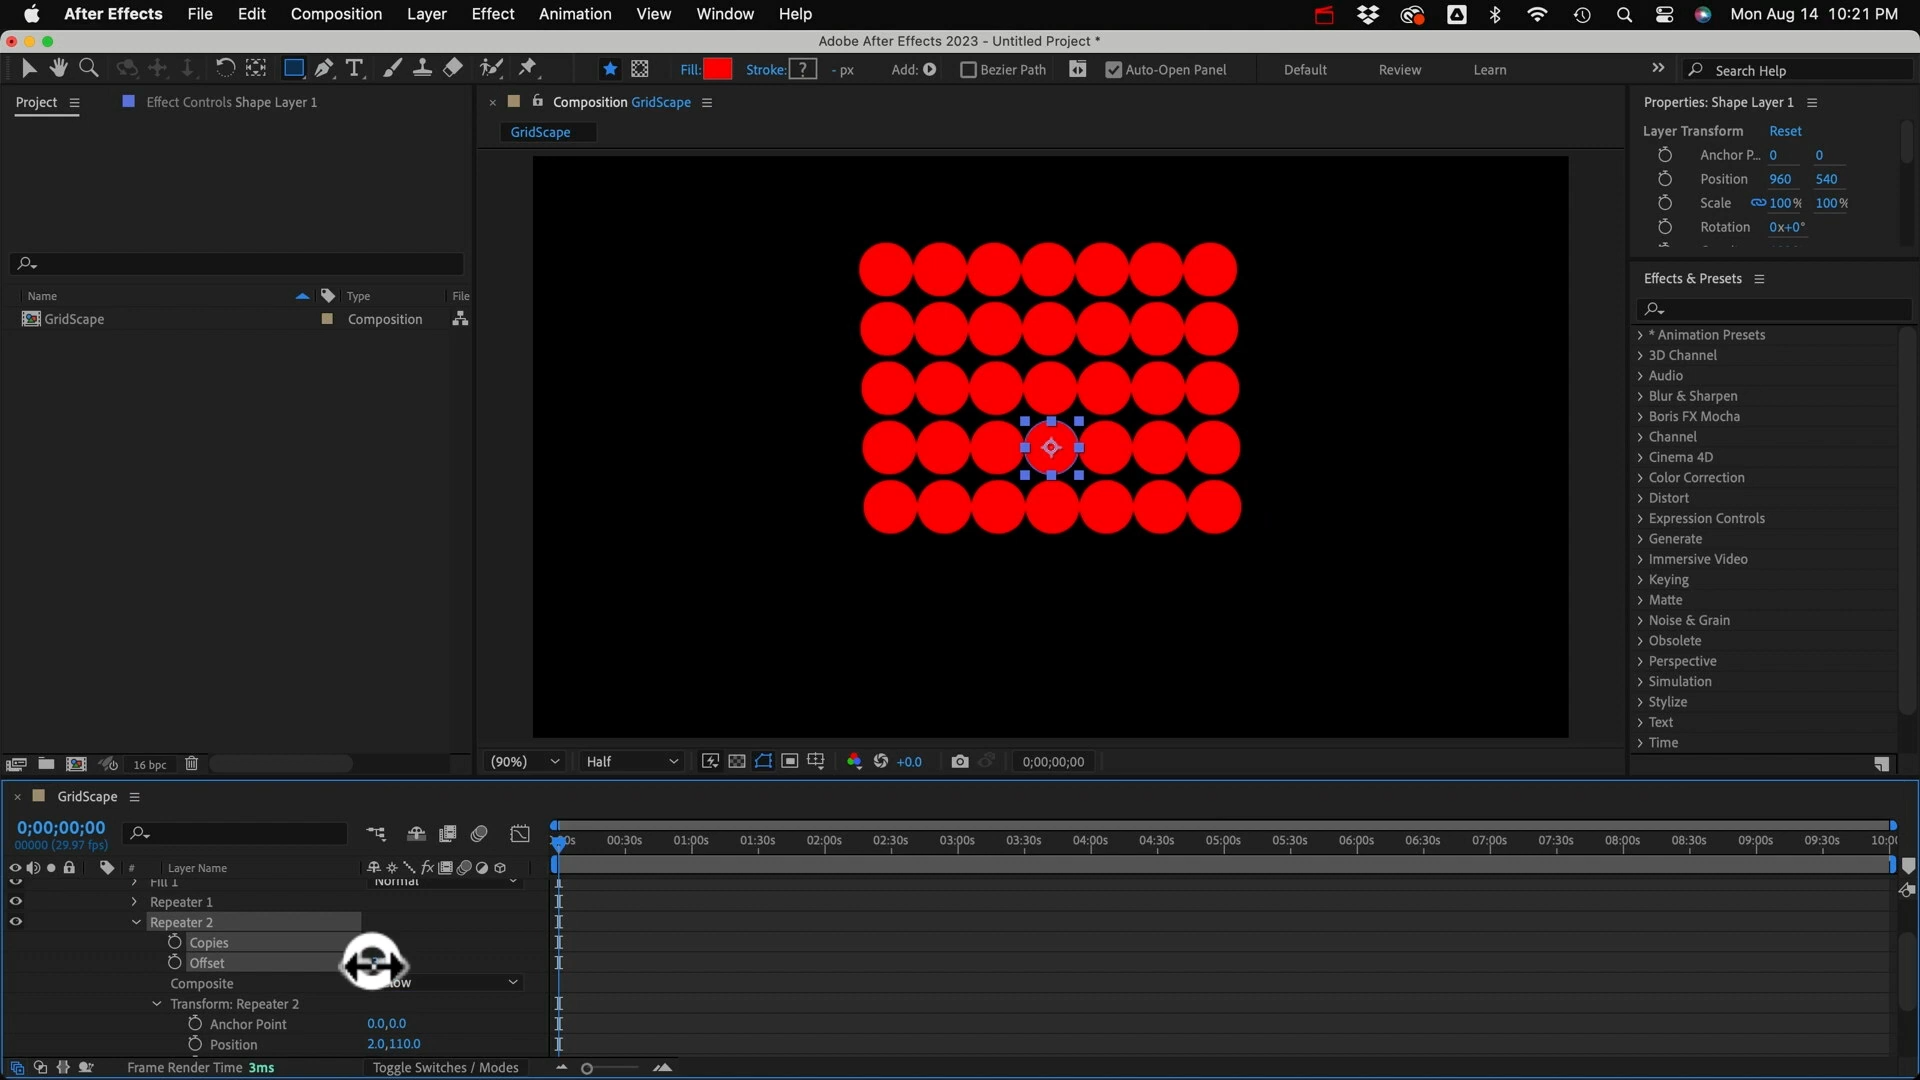 After Effects File Edit Composition Layer Effect Animation View Window Help Mon Aug 14 10:21 PM
Adobe After Effects 2023 - Untitled Project *
Fill: Stroke: ? - px Add: Bezier Path Auto-Open Panel Default Review Learn Search Help
Project Effect Controls Shape Layer 1
Composition GridScape
GridScape
Name Type File
GridScape Composition
16 bpc
(90%) Half +0.0 0;00;00;00
Properties: Shape Layer 1
Layer Transform Reset
Anchor P... 0 0
Position 960 540
Scale 100% 100%
Rotation 0x+0°
Effects & Presets
* Animation Presets
3D Channel
Audio
Blur & Sharpen
Boris FX Mocha
Channel
Cinema 4D
Color Correction
Distort
Expression Controls
Generate
Immersive Video
Keying
Matte
Noise & Grain
Obsolete
Perspective
Simulation
Stylize
Text
Time
GridScape
0;00;00;00
00000 (29.97 fps)
00:30s 01:00s 01:30s 02:00s 02:30s 03:00s 03:30s 04:00s 04:30s 05:00s 05:30s 06:00s 06:30s 07:00s 07:30s 08:00s 08:30s 09:00s 09:30s
# Layer Name fx
Fill 1 Normal
Repeater 1
Repeater 2
Copies
Offset
Composite
Transform: Repeater 2
Anchor Point 0.0,0.0
Position 2.0,110.0
Frame Render Time 3ms Toggle Switches / Modes